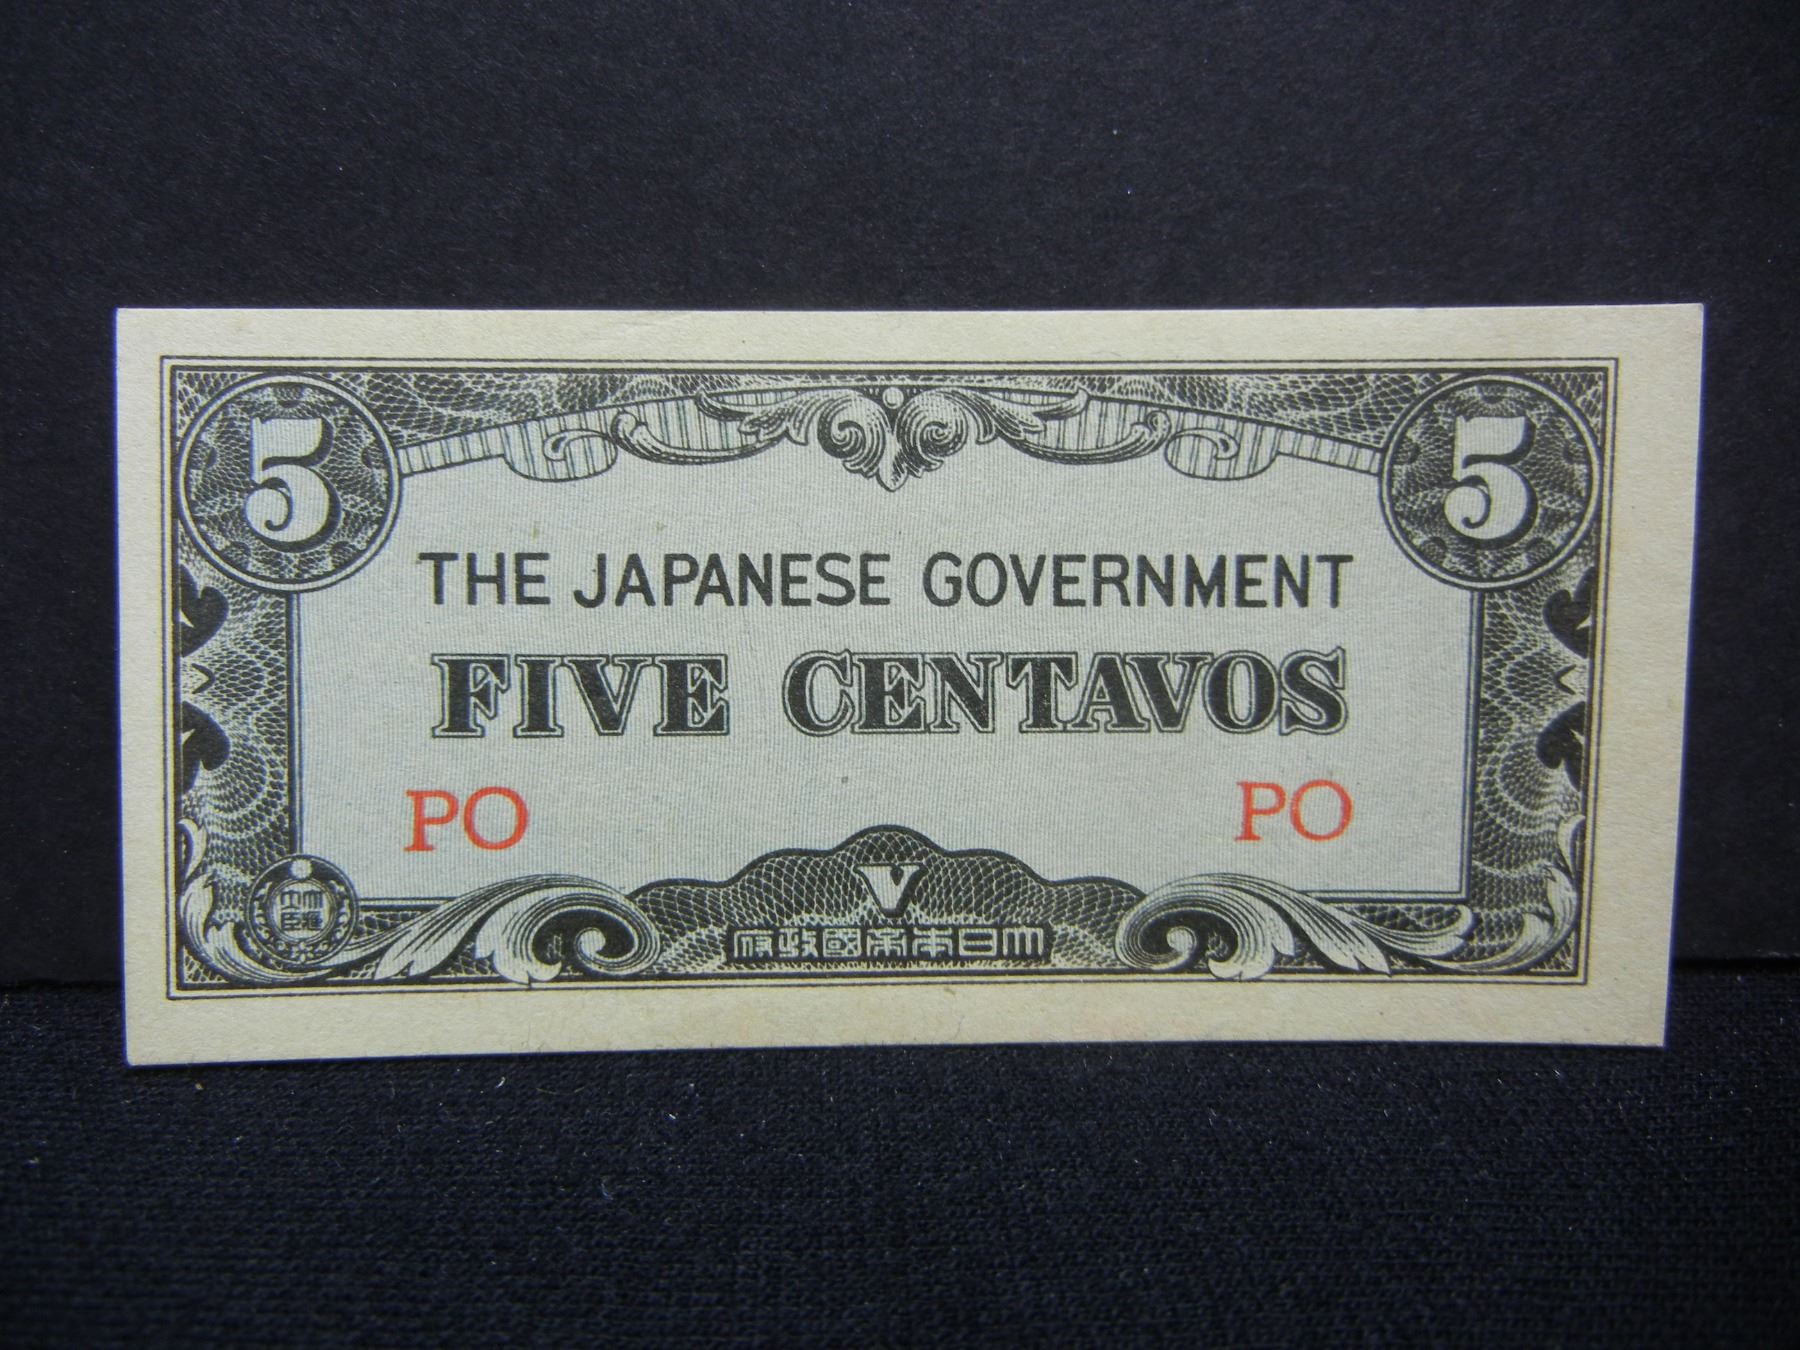 5 5
THE JAPANESE GOVERNMENT
FIVE CENTAVOS
PO PO
V
府政國帝本日大